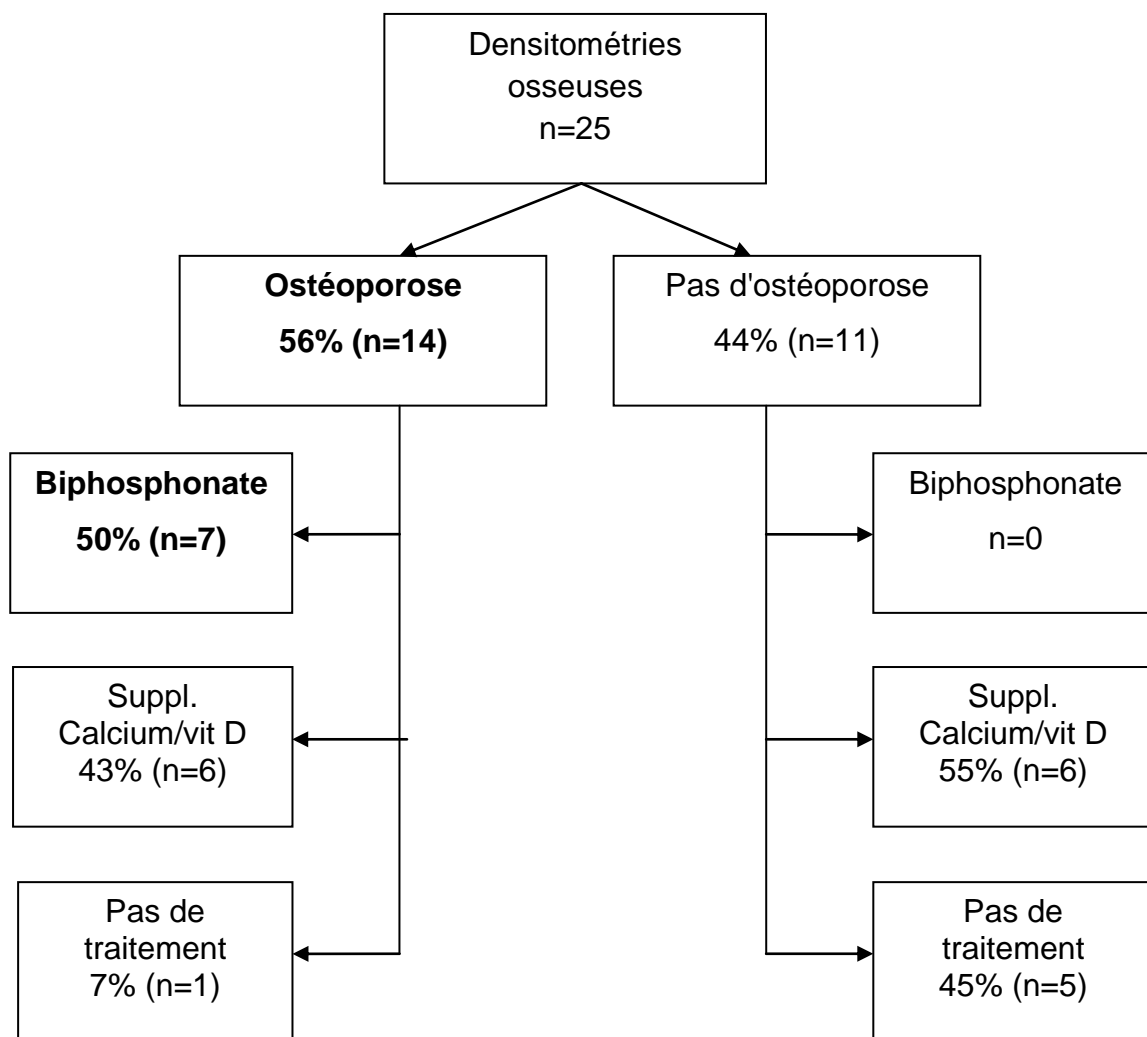 Densitométries
osseuses
n=25
Ostéoporose
56% (n=14)
Pas d'ostéoporose
44% (n=11)
Biphosphonate
50% (n=7)
Biphosphonate
n=0
Suppl.
Calcium/vit D
43% (n=6)
Suppl.
Calcium/vit D
55% (n=6)
Pas de
traitement
7% (n=1)
Pas de
traitement
45% (n=5)